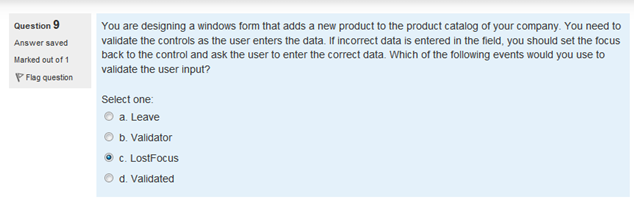 Question 9
Answer saved
Marked out of 1
Flag question
You are designing a windows form that adds a new product to the product catalog of your company. You need to
validate the controls as the user enters the data. If incorrect data is entered in the field, you should set the focus
back to the control and ask the user to enter the correct data. Which of the following events would you use to
validate the user input?
Select one:
a. Leave
b. Validator
c. LostFocus
d. Validated